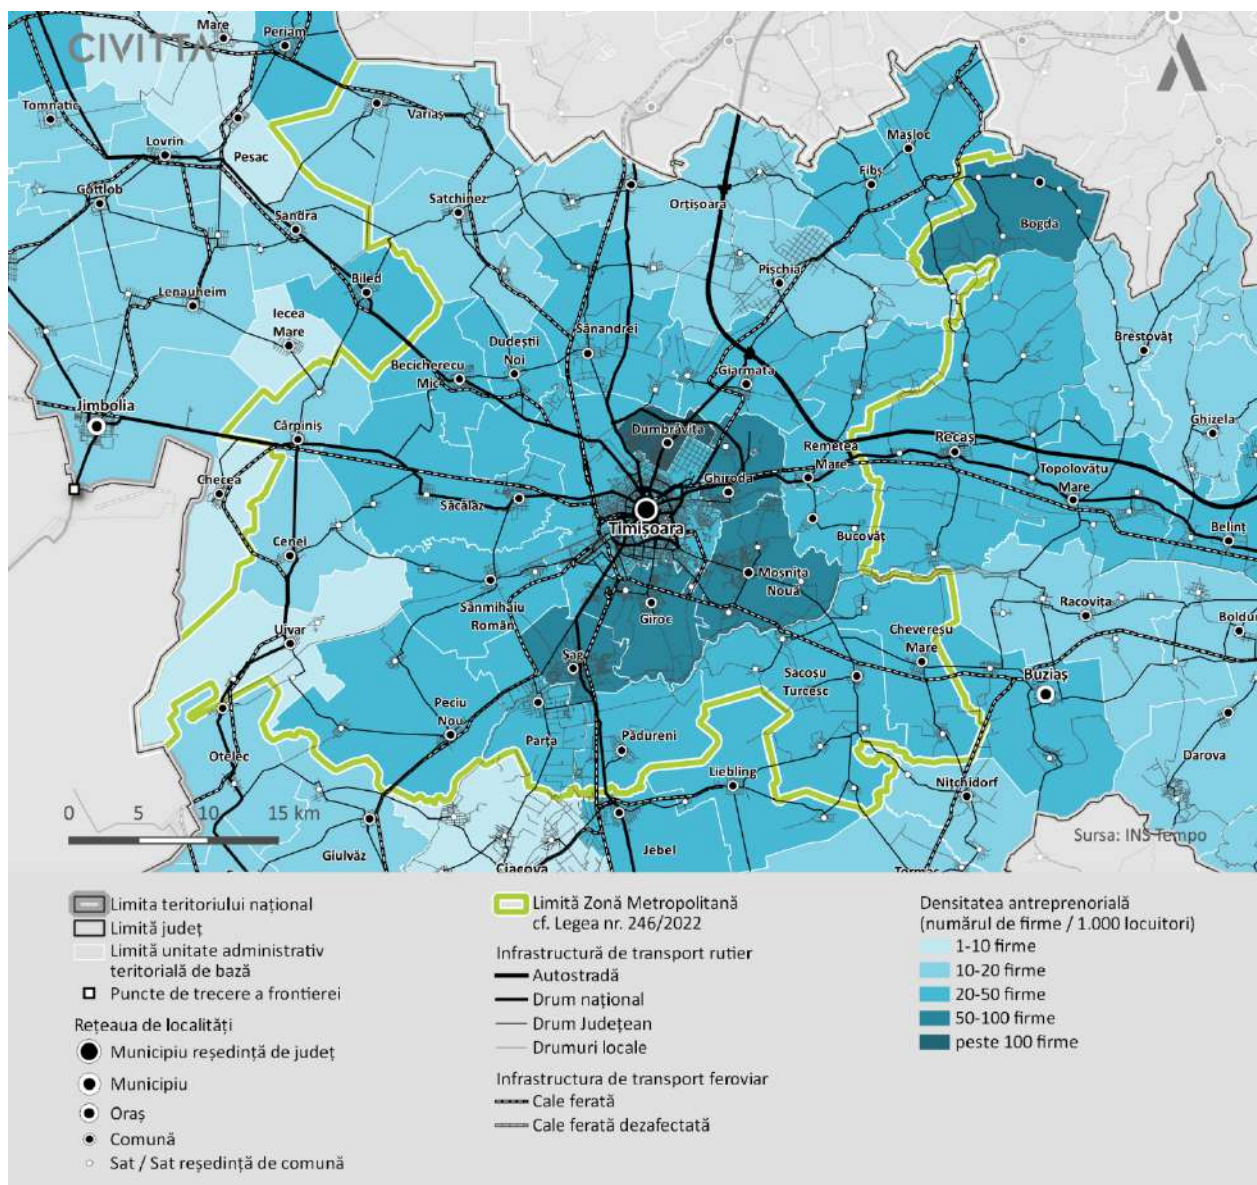 CIVITTA
Mare
Periam
Tomnatic
Variaș
Lovrin
Pesac
Mașloc
Fibș
Gottlob
Satchinez
Orțișoara
Sandra
Bogda
Pișchia
Biled
Lenauheim
Iecea
Mare
Sânandrei
Dudeștii
Noi
Brestovăț
Becicherecu
Mic
Giarmata
Jimbolia
Cărpiniș
Dumbrăvița
Ghizela
Remetea
Mare
Recaș
Checea
Ghiroda
Topolovățu
Mare
Săcălaz
Timișoara
Bucovăț
Belinț
Cenei
Moșnița
Nouă
Sânmihaiu
Român
Giroc
Racovița
Boldur
Uivar
Chevereșu
Mare
Șag
Sacoșu
Turcesc
Buziaș
Peciu
Nou
Parța
Pădureni
Otelec
Liebling
Nițchidorf
Darova
0 5 10 15 km
Giulvăz
Ciacova
Jebel
Tormac
Sursa: INS Tempo
Limita teritoriului național
Limită județ
Limită unitate administrativ
teritorială de bază
Puncte de trecere a frontierei
Rețeaua de localități
Municipiu reședință de județ
Municipiu
Oraș
Comună
Sat / Sat reședință de comună
Limită Zonă Metropolitană
cf. Legea nr. 246/2022
Infrastructură de transport rutier
Autostradă
Drum național
Drum Județean
Drumuri locale
Infrastructura de transport feroviar
Cale ferată
Cale ferată dezafectată
Densitatea antreprenorială
(numărul de firme / 1.000 locuitori)
1-10 firme
10-20 firme
20-50 firme
50-100 firme
peste 100 firme